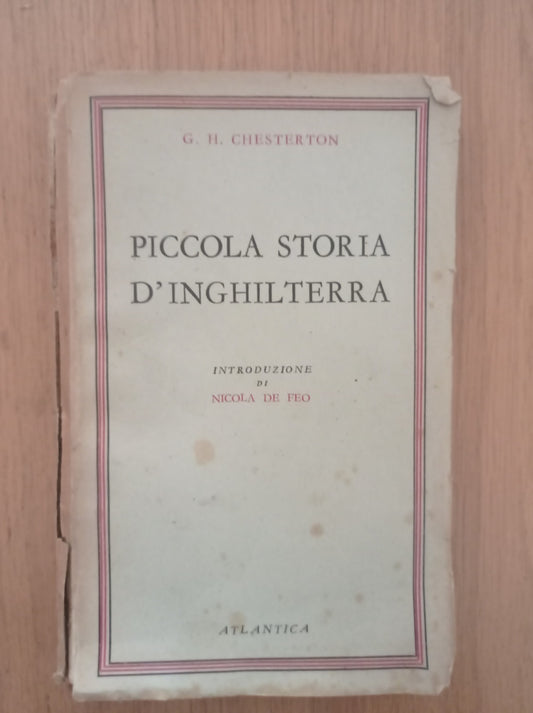 G. H. CHESTERTON
PICCOLA STORIA
D'INGHILTERRA
INTRODUZIONE
DI
NICOLA DE FEO
ATLANTICA